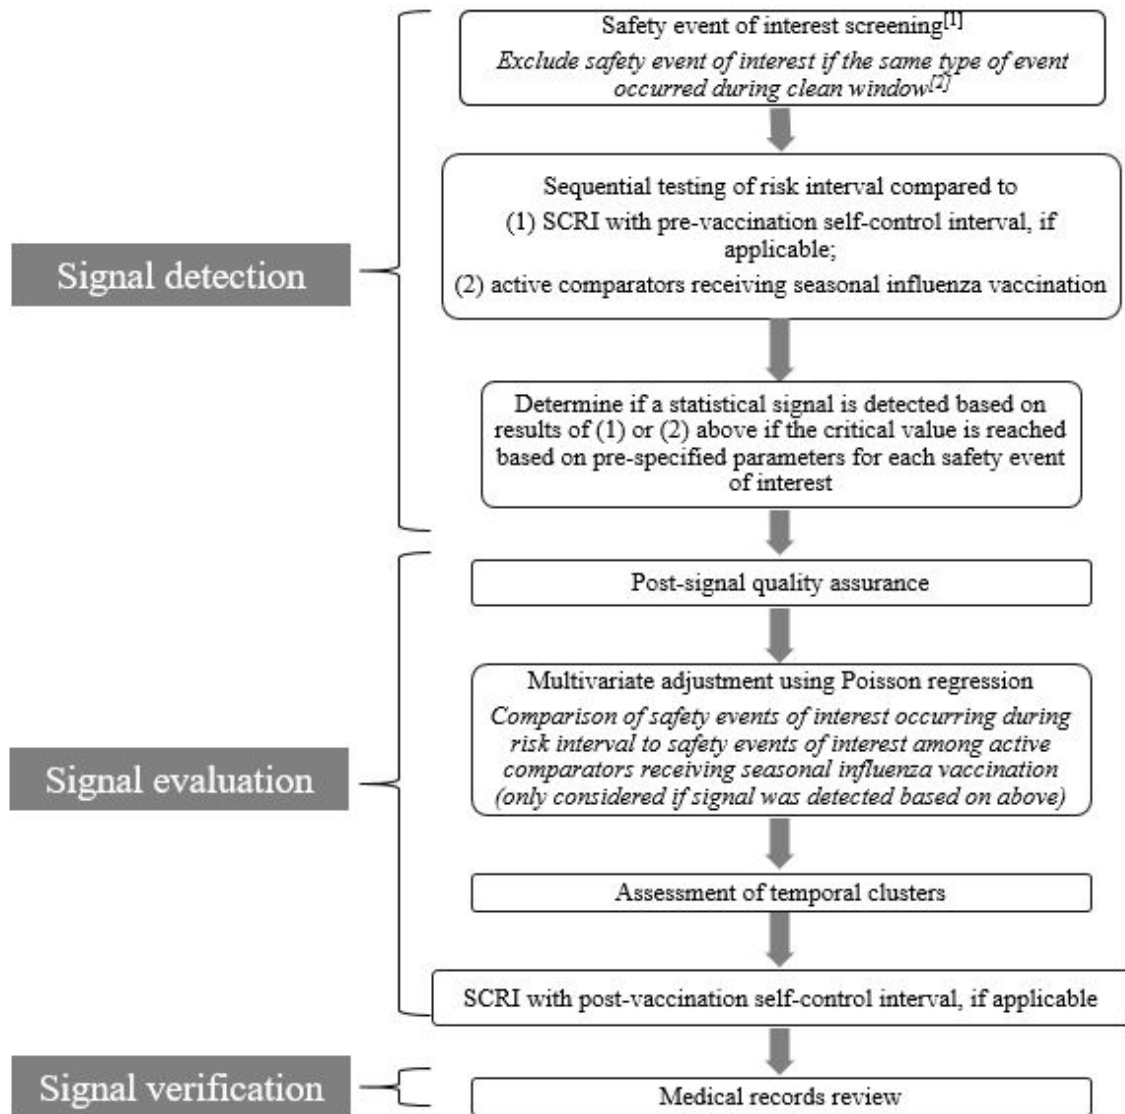 Safety event of interest screening[1]
Exclude safety event of interest if the same type of event
occurred during clean window[2]
Sequential testing of risk interval compared to
(1) SCRI with pre-vaccination self-control interval, if
applicable;
(2) active comparators receiving seasonal influenza vaccination
Signal detection
Determine if a statistical signal is detected based on
results of (1) or (2) above if the critical value is reached
based on pre-specified parameters for each safety event
of interest
Post-signal quality assurance
Multivariate adjustment using Poisson regression
Comparison of safety events of interest occurring during
risk interval to safety events of interest among active
comparators receiving seasonal influenza vaccination
(only considered if signal was detected based on above)
Signal evaluation
Assessment of temporal clusters
SCRI with post-vaccination self-control interval, if applicable
Signal verification
Medical records review